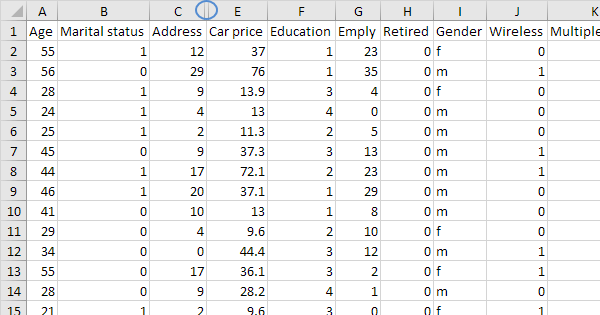 A B C E F G H I J K
1 Age Marital status Address Car price Education Emply Retired Gender Wireless Multiple
2 55 1 12 37 1 23 0 f 0
3 56 0 29 76 1 35 0 m 1
4 28 1 9 13.9 3 4 0 f 0
5 24 1 4 13 4 0 0 m 0
6 25 1 2 11.3 2 5 0 m 0
7 45 0 9 37.3 3 13 0 m 1
8 44 1 17 72.1 2 23 0 m 1
9 46 1 20 37.1 1 29 0 m 0
10 41 0 10 13 1 8 0 m 0
11 29 0 4 9.6 2 10 0 f 0
12 34 0 0 44.4 3 12 0 m 1
13 55 0 17 36.1 3 2 0 f 1
14 28 0 9 28.2 4 1 0 m 0
15 21 1 2 9.6 3 0 0 f 1